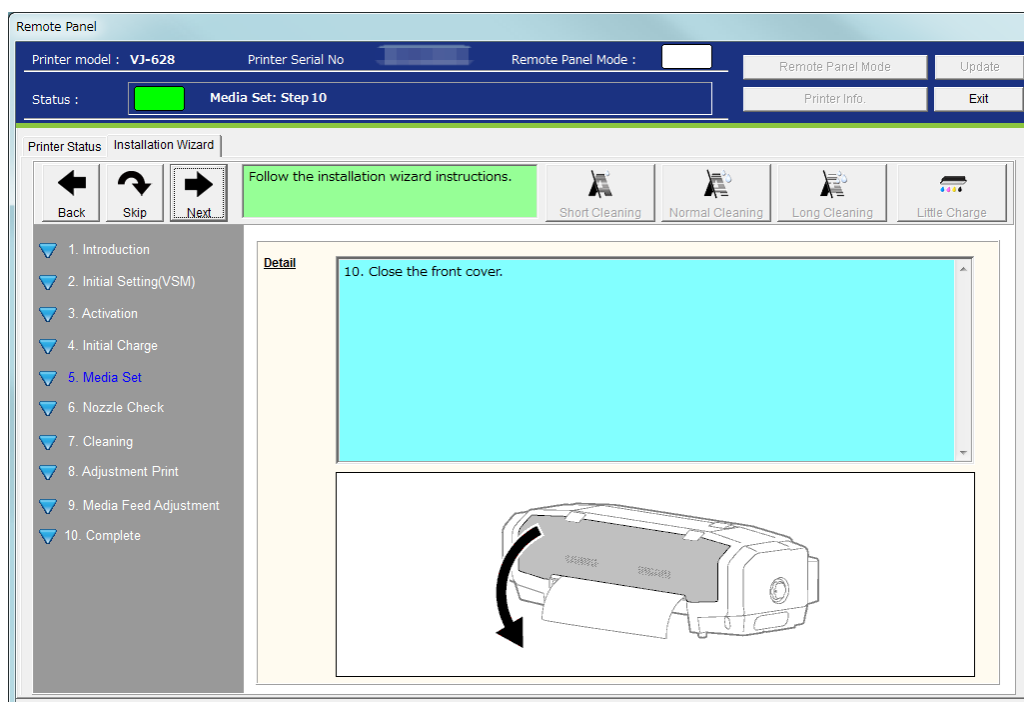 Remote Panel
Printer model : VJ-628 Printer Serial No Remote Panel Mode :
Remote Panel Mode Update
Status : Media Set: Step 10
Printer Info. Exit
Printer Status Installation Wizard
Follow the installation wizard instructions.
Back Skip Next Short Cleaning Normal Cleaning Long Cleaning Little Charge
1. Introduction
2. Initial Setting(VSM)
3. Activation
4. Initial Charge
5. Media Set
6. Nozzle Check
7. Cleaning
8. Adjustment Print
9. Media Feed Adjustment
10. Complete
Detail
10. Close the front cover.